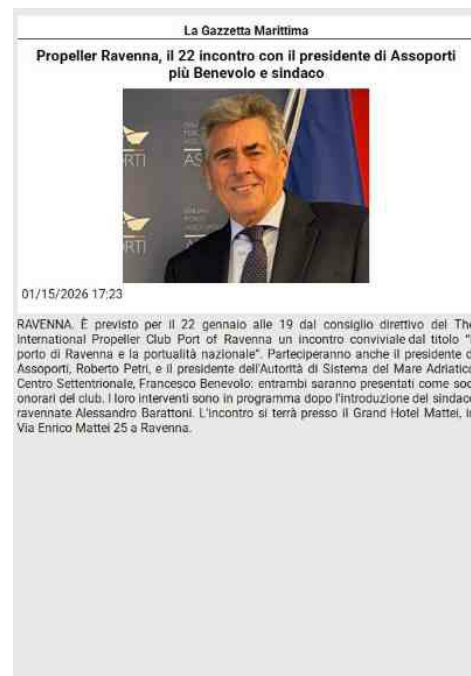 La Gazzetta Marittima
Propeller Ravenna, il 22 incontro con il presidente di Assoporti
più Benevolo e sindaco
RTI
AS
RTI
01/15/2026 17:23
RAVENNA. È previsto per il 22 gennaio alle 19 dal consiglio direttivo del The
International Propeller Club Port of Ravenna un incontro conviviale dal titolo "I
porto di Ravenna e la portualità nazionale". Parteciperanno anche il presidente d
Assoporti, Roberto Petri, e il presidente dell'Autorità di Sistema del Mare Adriatico
Centro Settentrionale, Francesco Benevolo: entrambi saranno presentati come soc
onorari del club. I loro interventi sono in programma dopo l'introduzione del sindaco
ravennate Alessandro Barattoni. L'incontro si terrà presso il Grand Hotel Mattei, i
Via Enrico Mattei 25 a Ravenna.